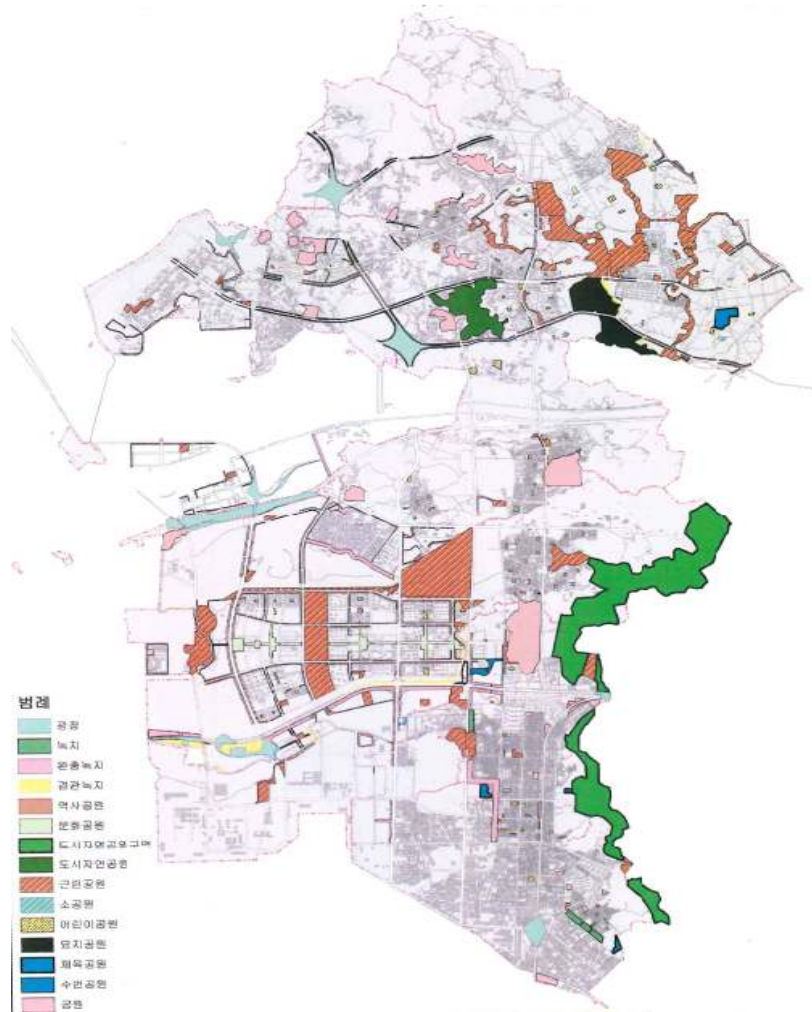 범례
광장
녹지
완충녹지
경관녹지
역사공원
문화공원
도시자연공원구역
도시자연공원
근린공원
소공원
어린이공원
묘지공원
체육공원
수변공원
공원